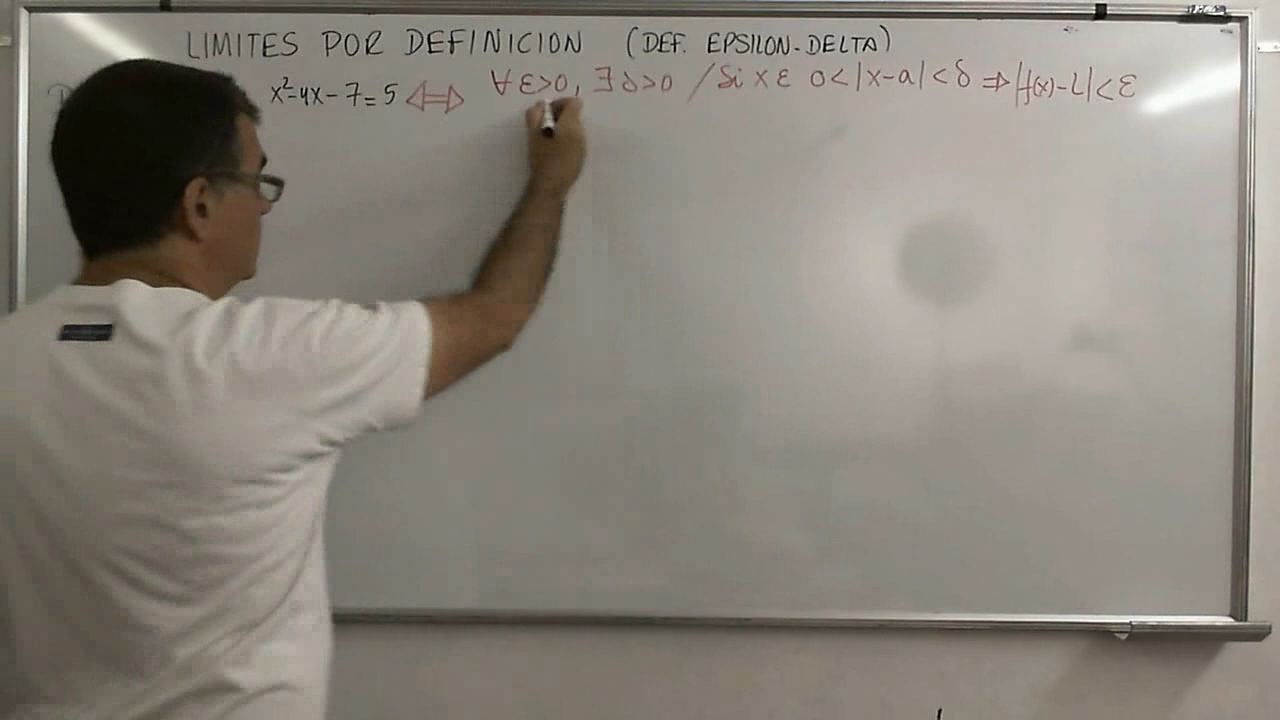 LIMITES POR DEFINICION (DEF. EPSILON-DELTA)
x²-4x-7=5 ⇔ ∀ε>0, ∃δ>0 / Si x ε 0<|x-a|<δ ⇒ |f(x)-L|<ε